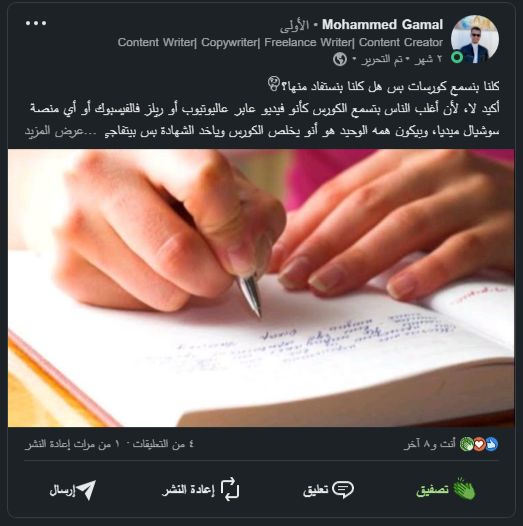 Mohammed Gamal • الأولى
Content Writer| Copywriter| Freelance Writer| Content Creator
٢ شهر • تم التحرير •
كلنا بنسمع كورسات بس هل كلنا بنستفاد منها؟🤔
أكيد لا، لأن أغلب الناس بتسمع الكورس كأنو فيديو عابر عاليوتيوب أو ريلز فالفيسبوك أو أي منصة
سوشيال ميديا، وبيكون همه الوحيد هو أنو يخلص الكورس وياخد الشهادة بس بيتفاجئ ...عرض المزيد
أنت و٨ آخر
٤ من التعليقات · ١ من مرات إعادة النشر
تصفيق
تعليق
إعادة النشر
إرسال